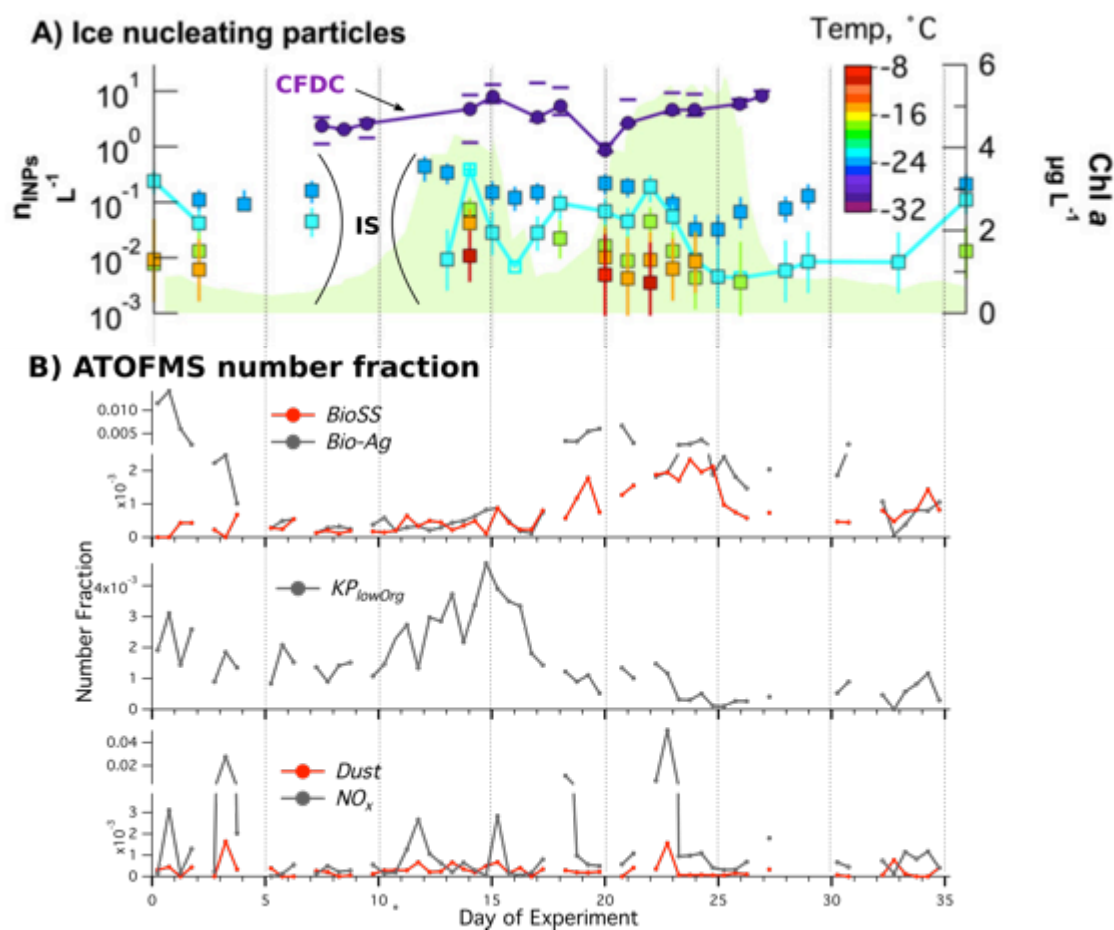 A) Ice nucleating particles
Temp, ˚C
CFDC
IS
n_INPs
L⁻¹
10¹
10⁰
10⁻¹
10⁻²
10⁻³
-8
-16
-24
-32
6
4
2
0
Chl a
µg L⁻¹
B) ATOFMS number fraction
BioSS
Bio-Ag
0.010
0.005
2
1
0
x10⁻³
KP_lowOrg
4x10⁻³
3
2
1
0
Number Fraction
Dust
NOₓ
0.04
0.02
3
2
1
0
x10⁻³
0 5 10 15 20 25 30 35
Day of Experiment